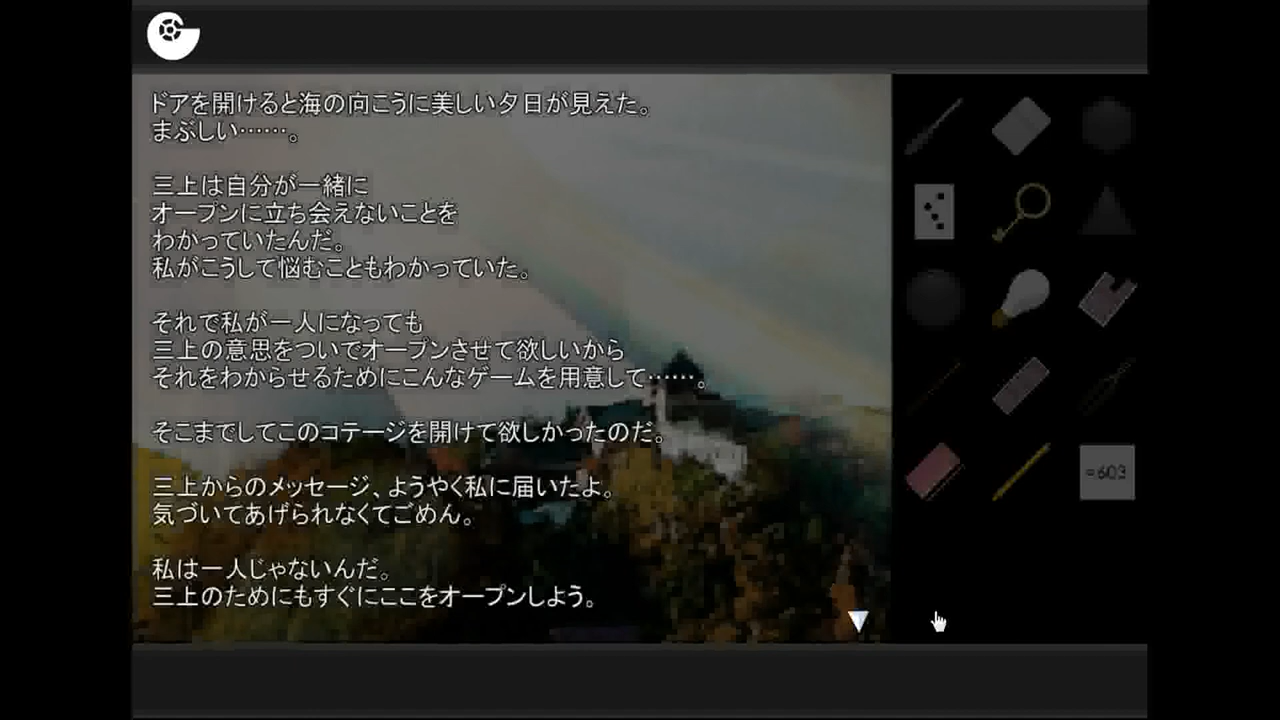 ドアを開けると海の向こうに美しい夕日が見えた。
まぶしい……。
三上は自分が一緒に
オープンに立ち会えないことを
わかっていたんだ。
私がこうして悩むこともわかっていた。
それで私が一人になっても
三上の意思をついでオープンさせて欲しいから
それをわからせるためにこんなゲームを用意して……。
そこまでしてこのコテージを開けて欲しかったのだ。
三上からのメッセージ、ようやく私に届いたよ。
気づいてあげられなくてごめん。
私は一人じゃないんだ。
三上のためにもすぐにここをオープンしよう。
=603